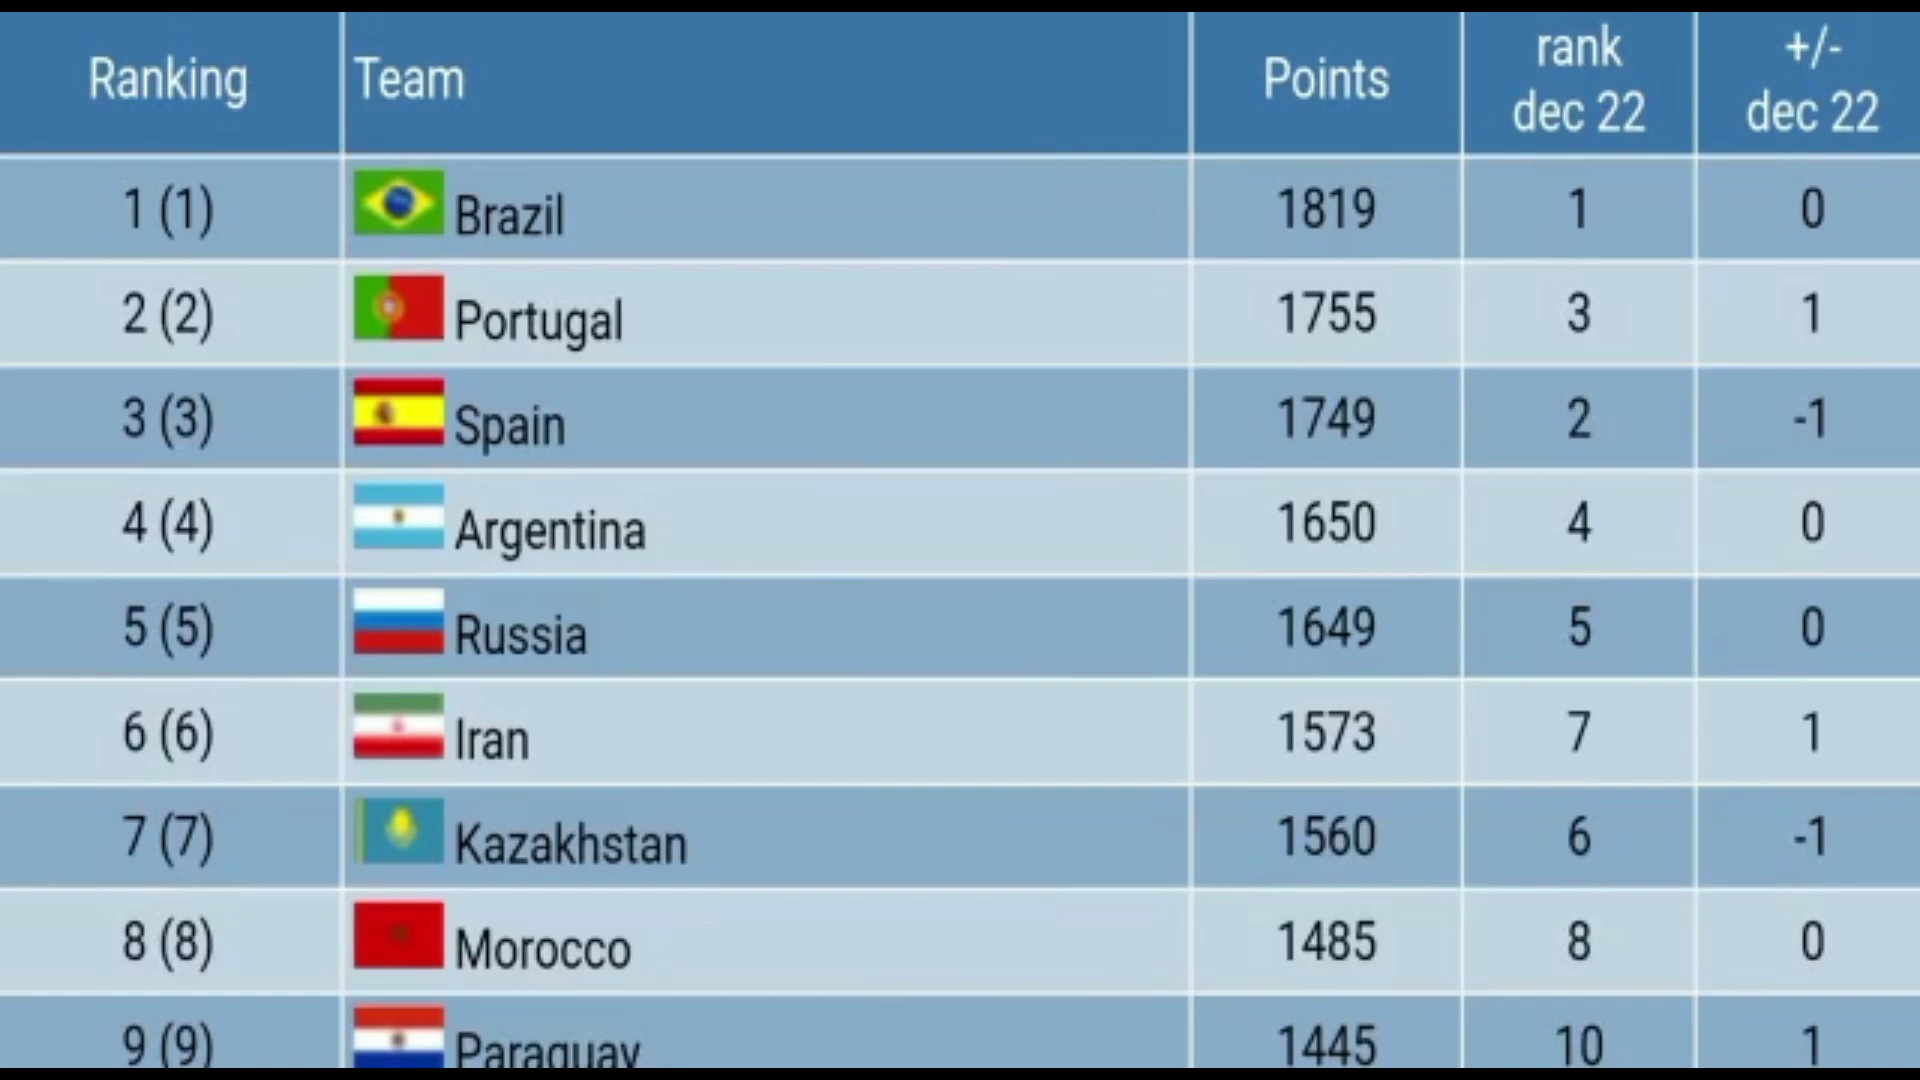 Ranking Team Points rank dec 22 +/- dec 22
1 (1) Brazil 1819 1 0
2 (2) Portugal 1755 3 1
3 (3) Spain 1749 2 -1
4 (4) Argentina 1650 4 0
5 (5) Russia 1649 5 0
6 (6) Iran 1573 7 1
7 (7) Kazakhstan 1560 6 -1
8 (8) Morocco 1485 8 0
9 (9) Paraguay 1445 10 1